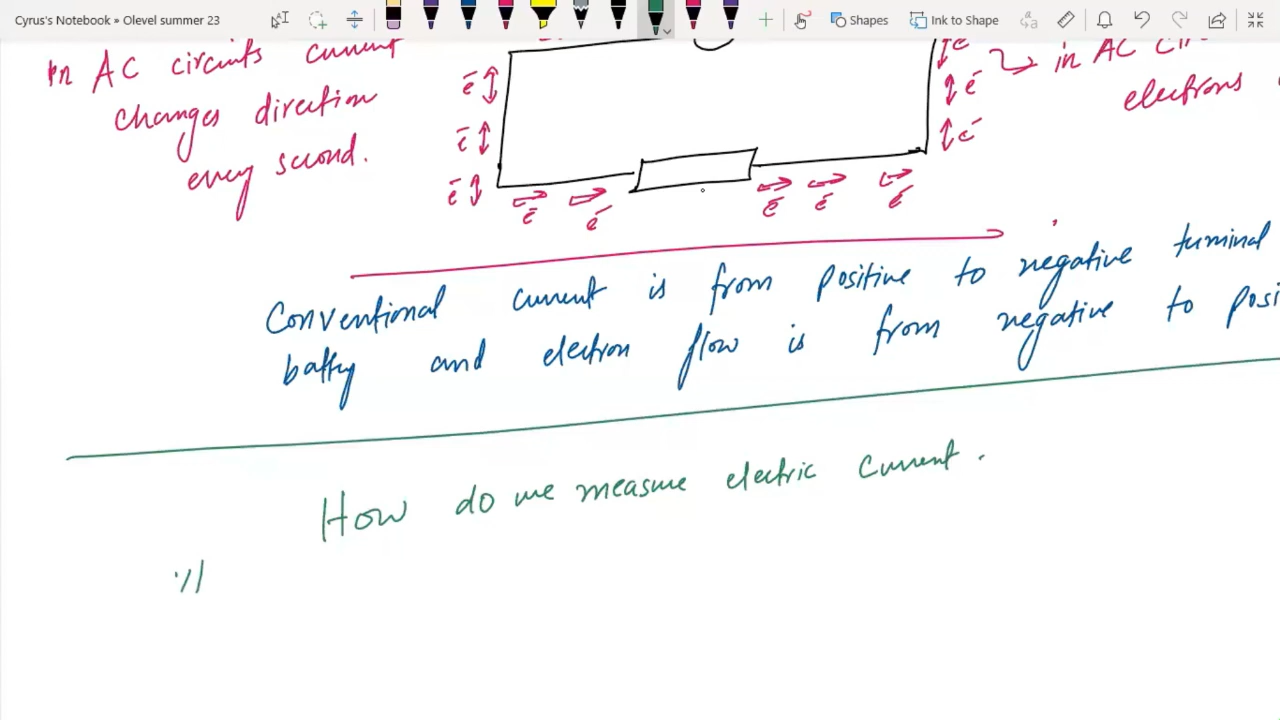 Cyrus's Notebook » Olevel summer 23
Shapes
Ink to Shape
in AC circuits current
changes direction
every second.
in AC
electrons
e⁻ e⁻
e⁻ e⁻
e⁻ e⁻
e⁻ e⁻ e⁻ e⁻ e⁻
Conventional current is from positive to negative terminal
battry and electron flow is from negative to posi
How do we measure electric current.